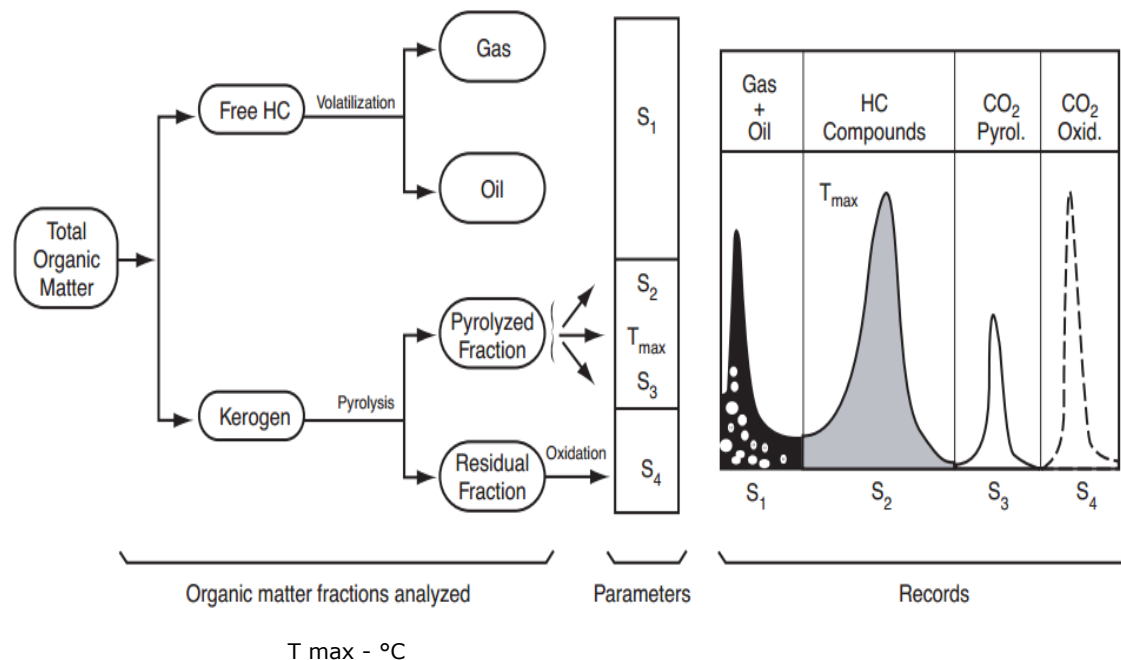 Total
Organic
Matter
Free HC
Volatilization
Gas
Oil
Kerogen
Pyrolysis
Pyrolyzed
Fraction
Residual
Fraction
Oxidation
S1
S2
Tmax
S3
S4
Gas
+
Oil
HC
Compounds
CO2
Pyrol.
CO2
Oxid.
Tmax
S1
S2
S3
S4
Organic matter fractions analyzed
Parameters
Records
T max - °C